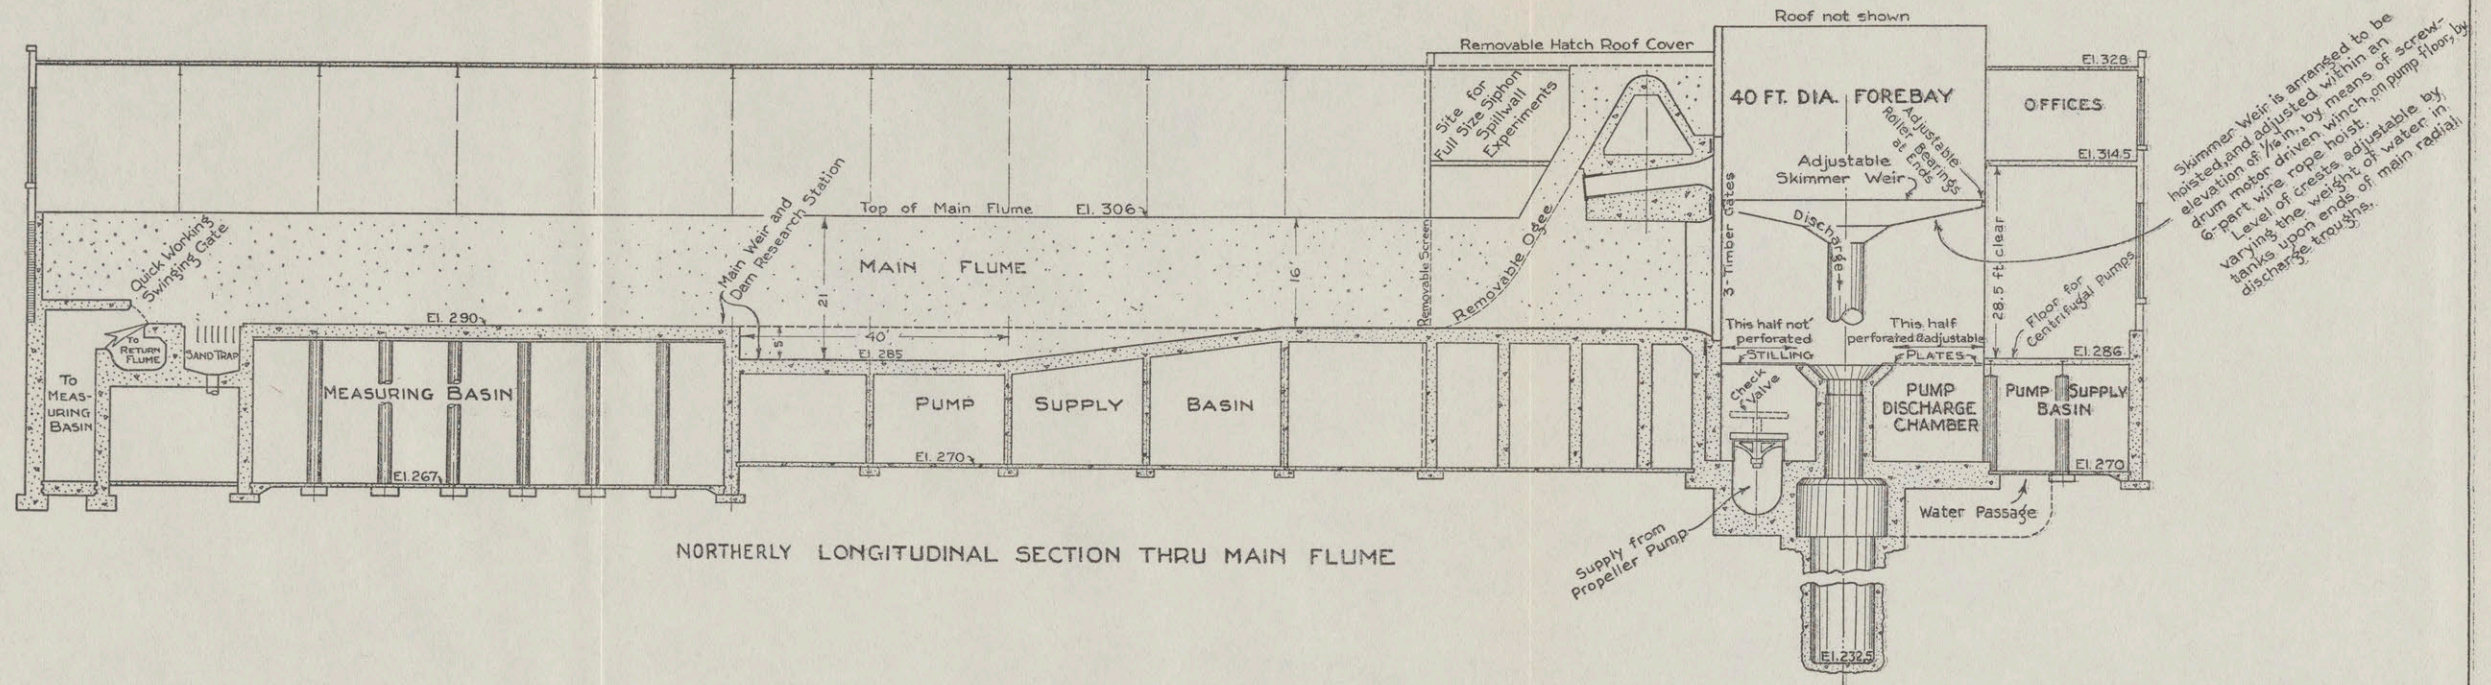 Roof not shown
Removable Hatch Roof Cover
Site for
Full Size Siphon
Spillwall
Experiments
40 FT. DIA. FOREBAY
Adjustable
Roller Bearings
at Ends
Adjustable
Skimmer Weir
El. 328
OFFICES
El. 314.5
Skimmer Weir is arranged to be
hoisted, and adjusted within an
elevation of 1/16 in., by means of screw-
drum motor driven winch, on pump floor, by
6-part wire rope hoist.
Level of crests adjustable by
varying the weight of water in
tanks upon ends of main radial
discharge troughs.
Quick Working
Swinging Gate
Main Weir and
Dam Research Station
Top of Main Flume El. 306
MAIN FLUME
21'
16'
Removable Screen
Removable Ogee
3-Timber Gates
Discharge
28.5 ft. clear
Floor for
Centrifugal Pumps
El. 290
40'
5'
El. 285
This half not
perforated
This half
perforated & adjustable
STILLING
PLATES
El. 286
To
RETURN
FLUME
SAND TRAP
To
MEAS-
URING
BASIN
MEASURING BASIN
PUMP SUPPLY BASIN
Check
Valve
PUMP
DISCHARGE
CHAMBER
PUMP SUPPLY
BASIN
El. 267
El. 270
El. 270
Water Passage
Supply from
Propeller Pump
El. 232.5
NORTHERLY LONGITUDINAL SECTION THRU MAIN FLUME